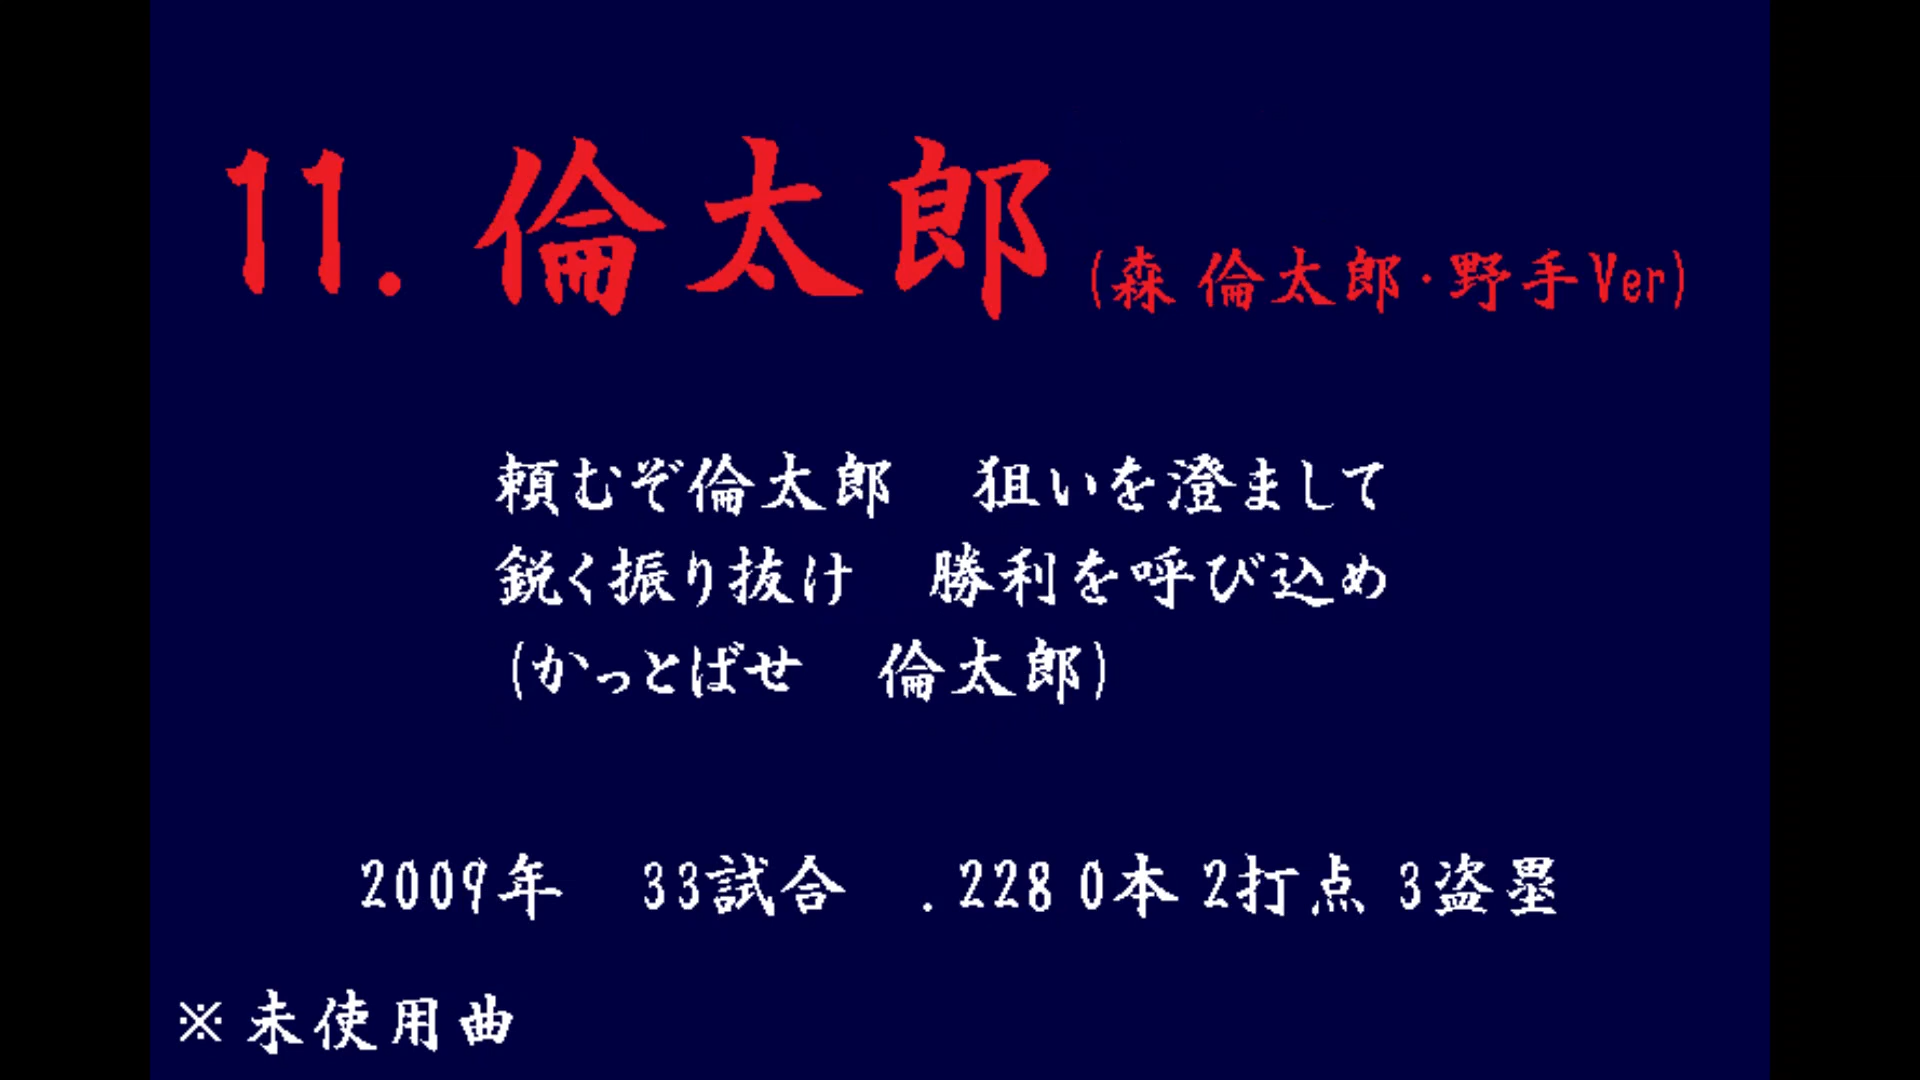 11. 倫太郎 (森 倫太郎・野手Ver)
頼むぞ倫太郎　狙いを澄まして
鋭く振り抜け　勝利を呼び込め
(かっとばせ　倫太郎)
2009年　33試合　.228 0本 2打点 3盗塁
※未使用曲